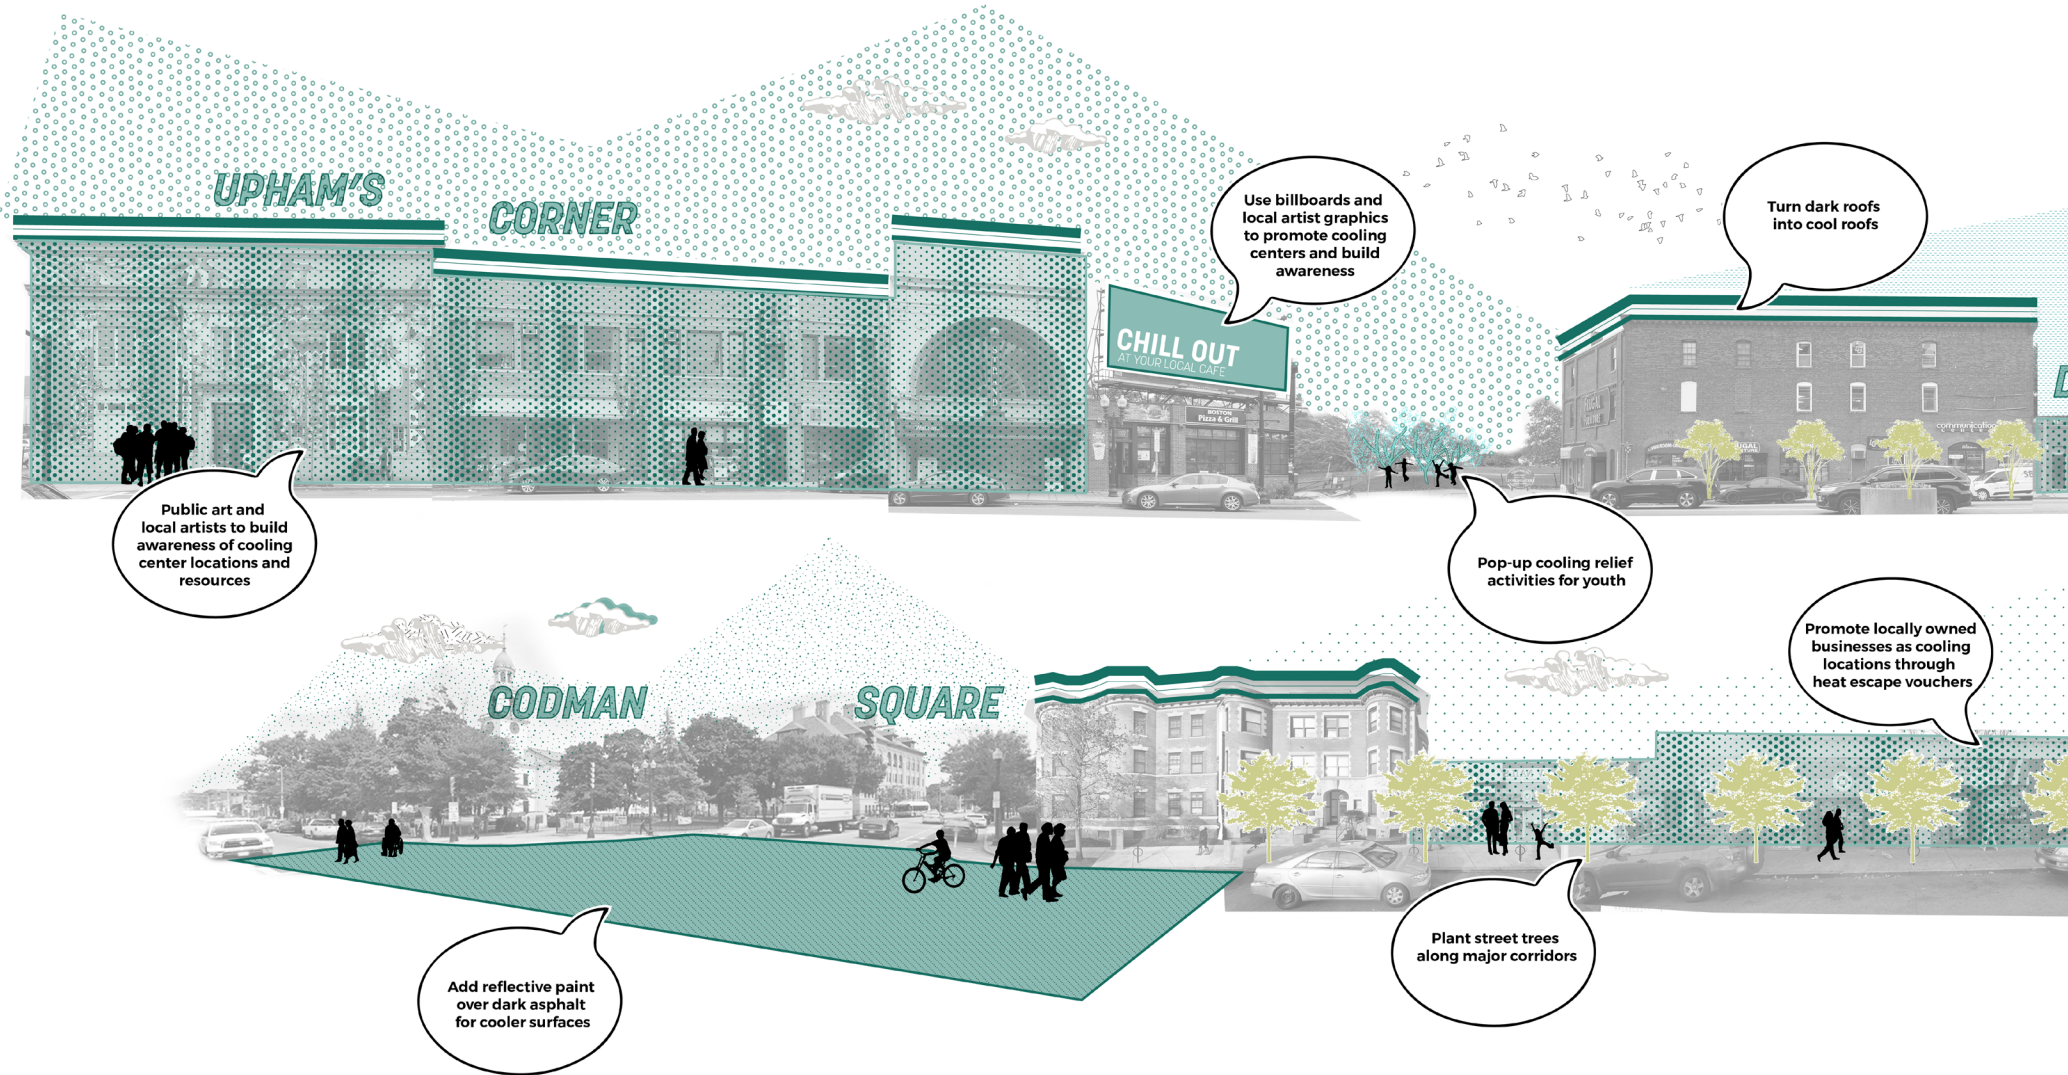 UPHAM'S
CORNER
Use billboards and
local artist graphics
to promote cooling
centers and build
awareness
Turn dark roofs
into cool roofs
CHILL OUT
AT YOUR LOCAL CAFE
BOSTON
Pizza & Grill
communication
Public art and
local artists to build
awareness of cooling
center locations and
resources
Pop-up cooling relief
activities for youth
Promote locally owned
businesses as cooling
locations through
heat escape vouchers
CODMAN
SQUARE
Plant street trees
along major corridors
Add reflective paint
over dark asphalt
for cooler surfaces